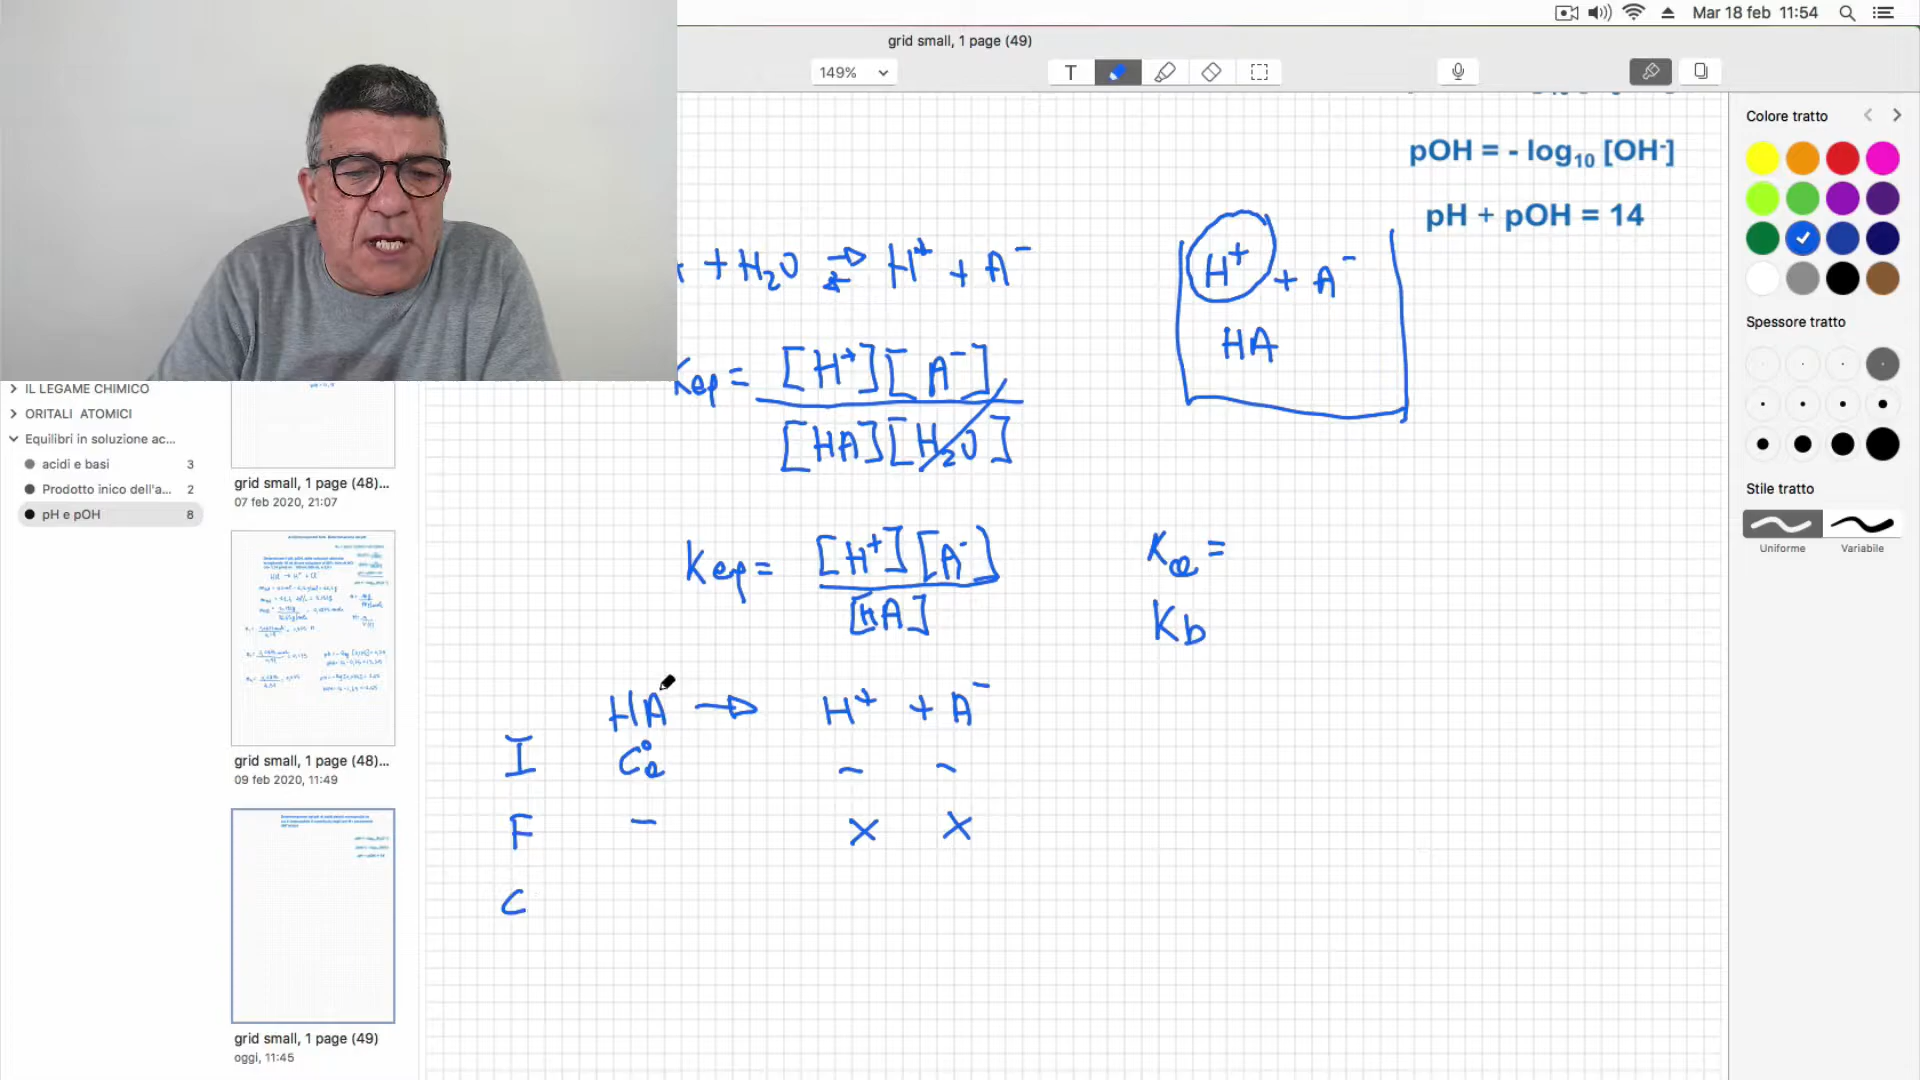 Mar 18 feb 11:54
grid small, 1 page (49)
149%
T
Colore tratto
pOH = - log₁₀ [OH⁻]
pH + pOH = 14
+ H₂O ⇌ H⁺ + A⁻
H⁺ + A⁻
HA
Spessore tratto
Keq = [H⁺][A⁻]
[HA][H₂O]
IL LEGAME CHIMICO
ORITALI ATOMICI
Equilibri in soluzione ac...
acidi e basi 3
Prodotto inico dell'a... 2
pH e pOH 8
grid small, 1 page (48)...
07 feb 2020, 21:07
Stile tratto
Uniforme
Variabile
Keq = [H⁺][A⁻]
[HA]
Ka =
Kb
HA → H⁺ + A⁻
I Ca° - -
F - x x
C
grid small, 1 page (48)...
09 feb 2020, 11:49
grid small, 1 page (49)
oggi, 11:45